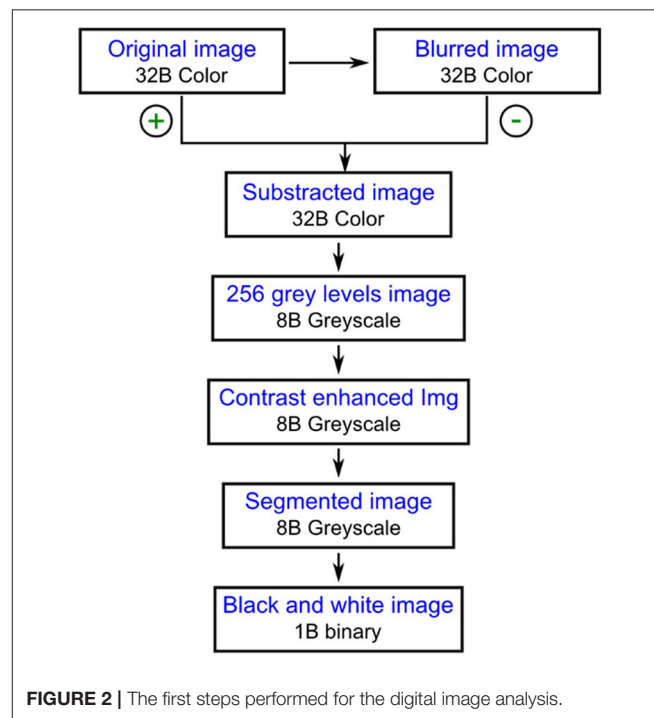 Original image
32B Color
Blurred image
32B Color
+
-
Substracted image
32B Color
256 grey levels image
8B Greyscale
Contrast enhanced Img
8B Greyscale
Segmented image
8B Greyscale
Black and white image
1B binary
FIGURE 2 | The first steps performed for the digital image analysis.